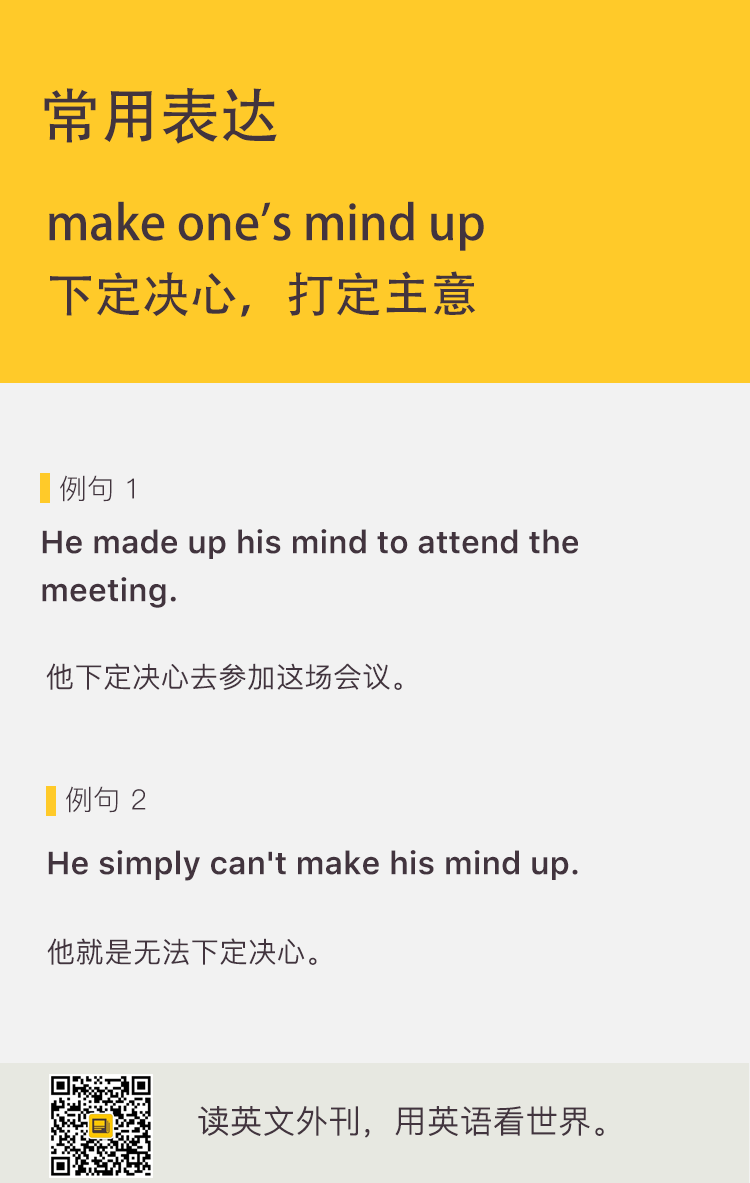 常用表达
make one’s mind up
下定决心，打定主意
例句 1
He made up his mind to attend the
meeting.
他下定决心去参加这场会议。
例句 2
He simply can't make his mind up.
他就是无法下定决心。
读英文外刊，用英语看世界。